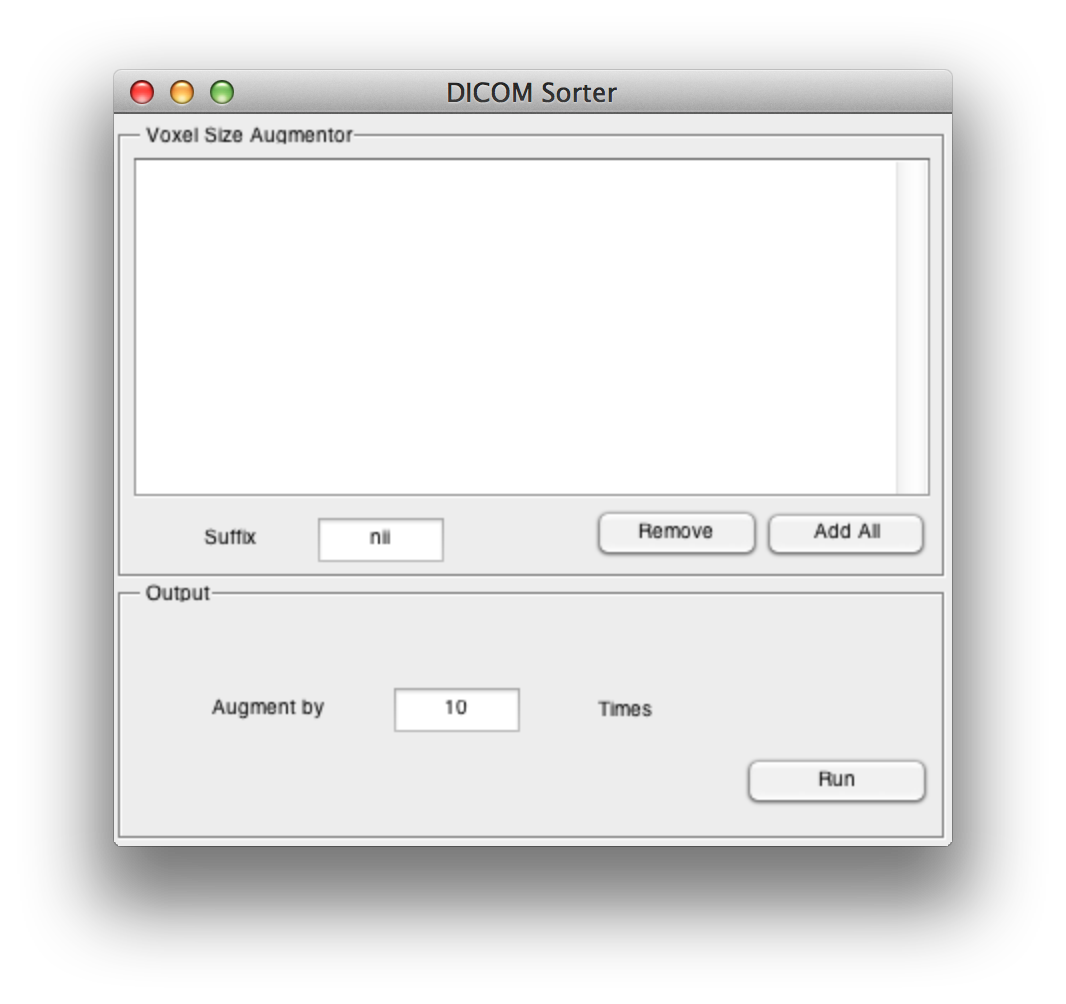 DICOM Sorter
Voxel Size Augmentor
Suffix nii Remove Add All
Output
Augment by 10 Times
Run